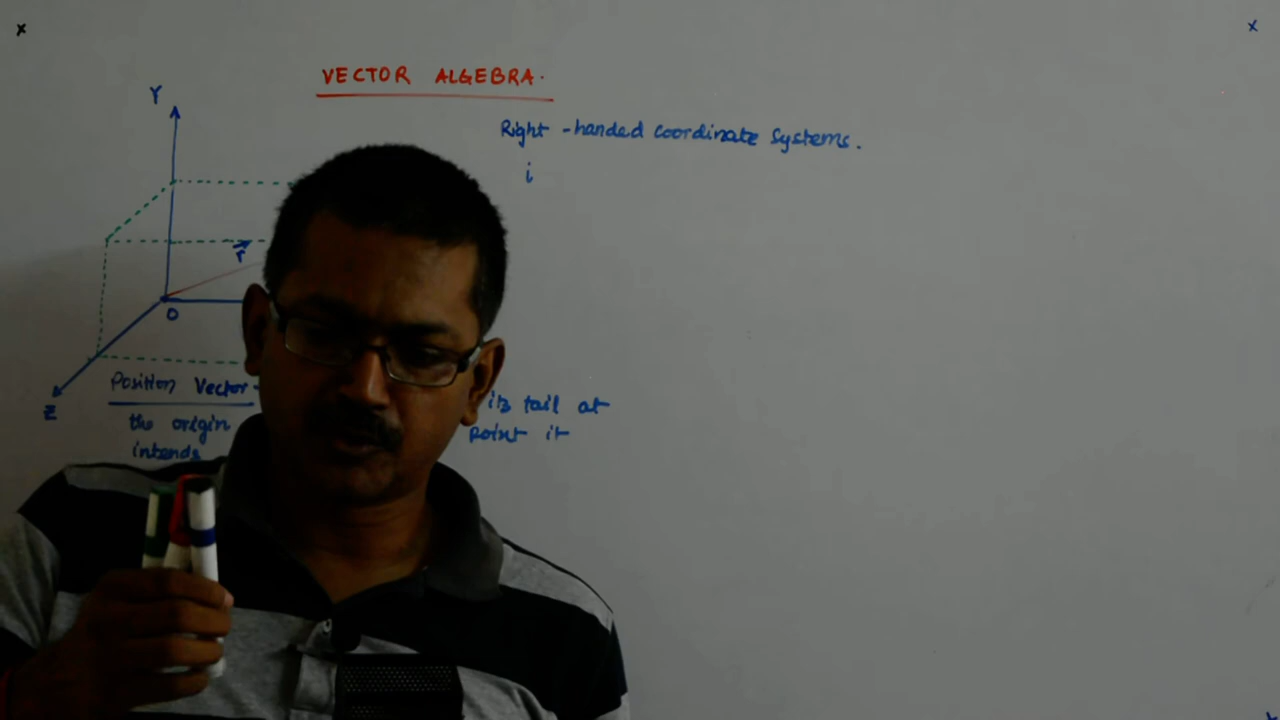 x
x
VECTOR ALGEBRA.
Y
Right-handed coordinate systems.
i
r
O
Z
Position Vector-
its tail at
the origin
point it
intends